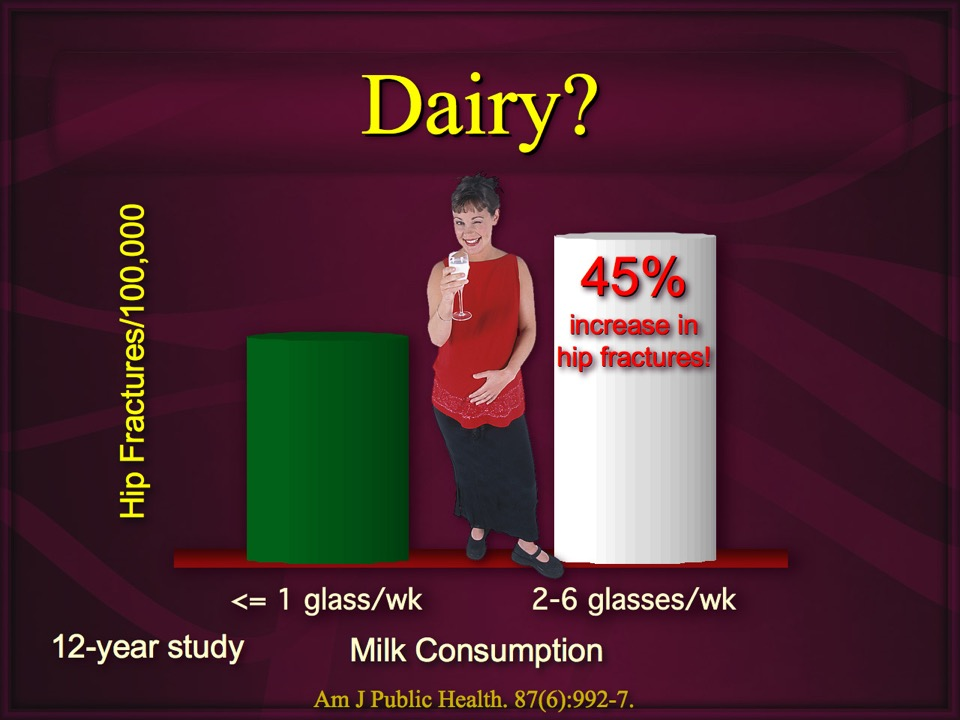 Dairy?
Hip Fractures/100,000
45%
increase in
hip fractures!
<= 1 glass/wk
2-6 glasses/wk
12-year study
Milk Consumption
Am J Public Health. 87(6):992-7.